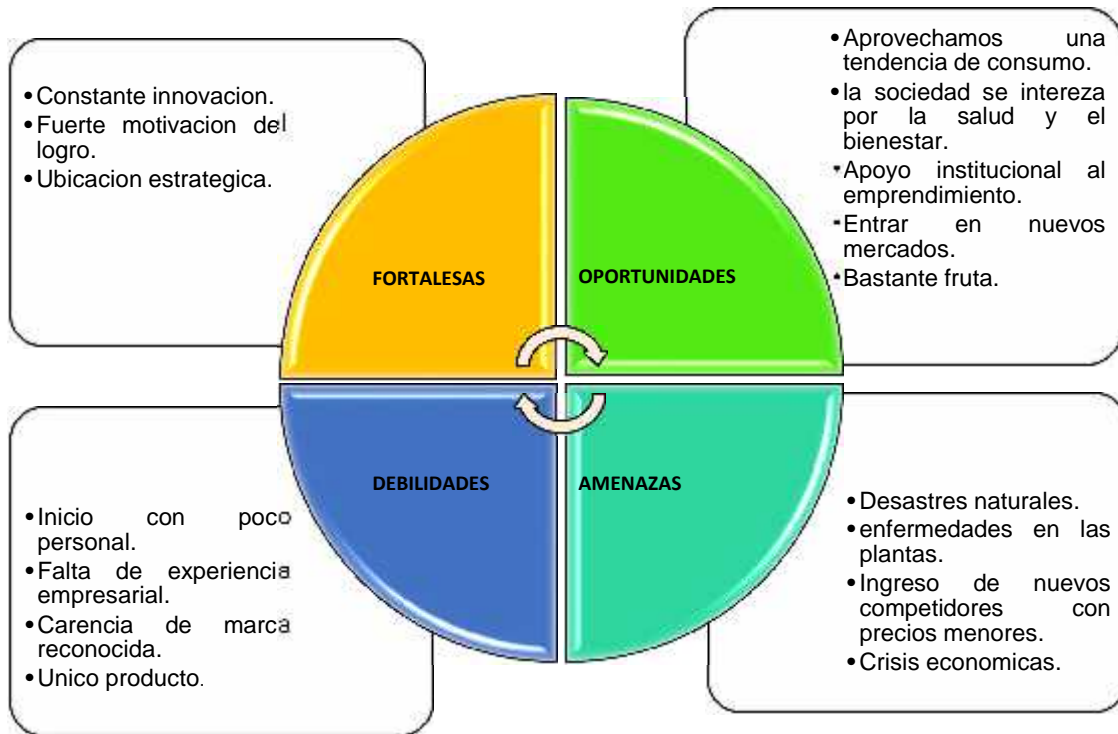 •Constante innovacion.
•Fuerte motivacion del
logro.
•Ubicacion estrategica.
•Aprovechamos una
tendencia de consumo.
•la sociedad se intereza
por la salud y el
bienestar.
•Apoyo institucional al
emprendimiento.
•Entrar en nuevos
mercados.
•Bastante fruta.
FORTALESAS
OPORTUNIDADES
DEBILIDADES
AMENAZAS
•Inicio con poco
personal.
•Falta de experiencia
empresarial.
•Carencia de marca
reconocida.
•Unico producto.
•Desastres naturales.
•enfermedades en las
plantas.
•Ingreso de nuevos
competidores con
precios menores.
•Crisis economicas.